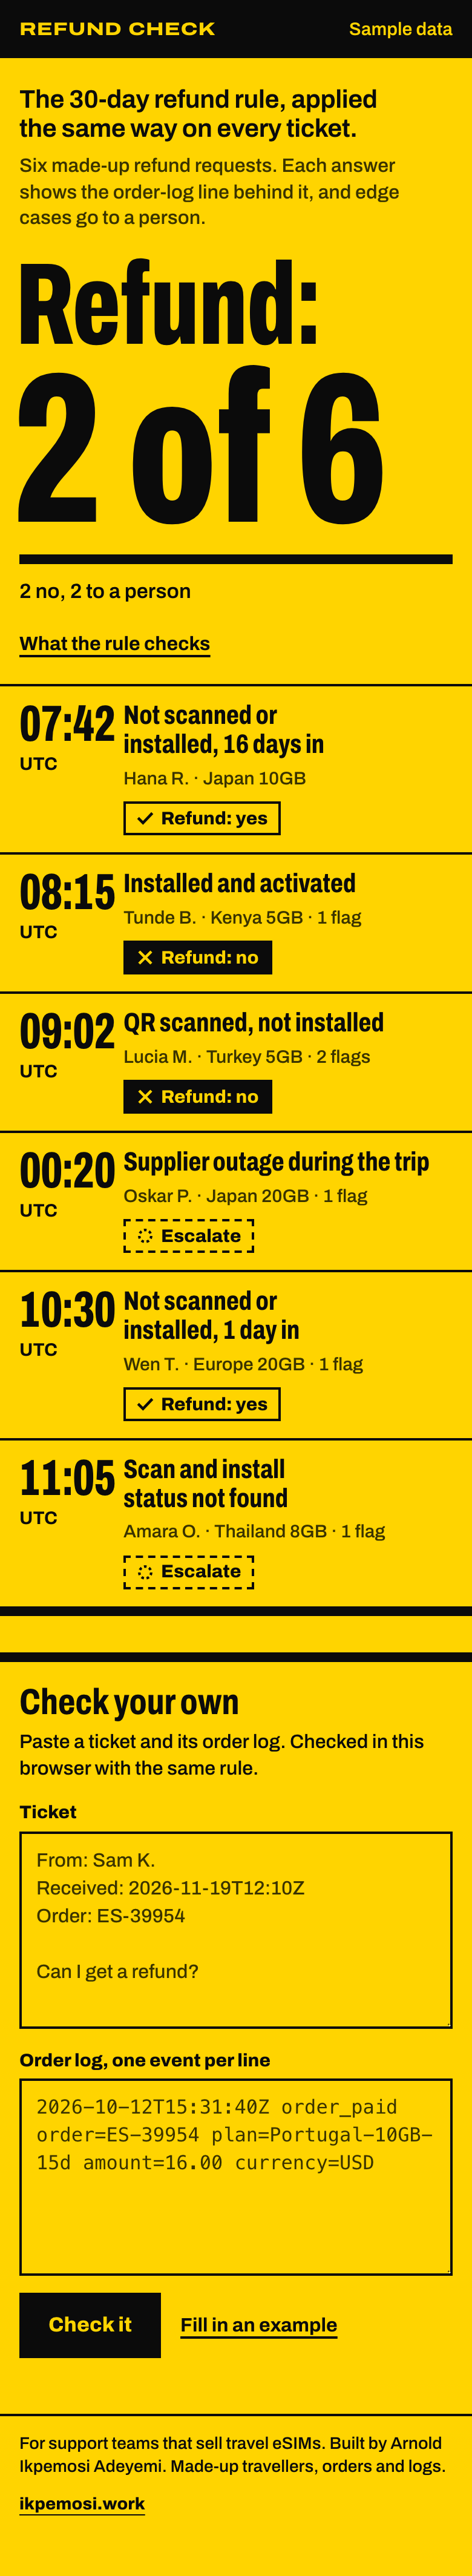 REFUND CHECK
Sample data
The 30-day refund rule, applied
the same way on every ticket.
Six made-up refund requests. Each answer
shows the order-log line behind it, and edge
cases go to a person.
Refund:
2 of 6
2 no, 2 to a person
What the rule checks
07:42
UTC
Not scanned or
installed, 16 days in
Hana R. · Japan 10GB
Refund: yes
08:15
UTC
Installed and activated
Tunde B. · Kenya 5GB · 1 flag
Refund: no
09:02
UTC
QR scanned, not installed
Lucia M. · Turkey 5GB · 2 flags
Refund: no
00:20
UTC
Supplier outage during the trip
Oskar P. · Japan 20GB · 1 flag
Escalate
10:30
UTC
Not scanned or
installed, 1 day in
Wen T. · Europe 20GB · 1 flag
Refund: yes
11:05
UTC
Scan and install
status not found
Amara O. · Thailand 8GB · 1 flag
Escalate
Check your own
Paste a ticket and its order log. Checked in this
browser with the same rule.
Ticket
From: Sam K.
Received: 2026-11-19T12:10Z
Order: ES-39954
Can I get a refund?
Order log, one event per line
2026-10-12T15:31:40Z order_paid
order=ES-39954 plan=Portugal-10GB-
15d amount=16.00 currency=USD
Check it
Fill in an example
For support teams that sell travel eSIMs. Built by Arnold
Ikpemosi Adeyemi. Made-up travellers, orders and logs.
ikpemosi.work